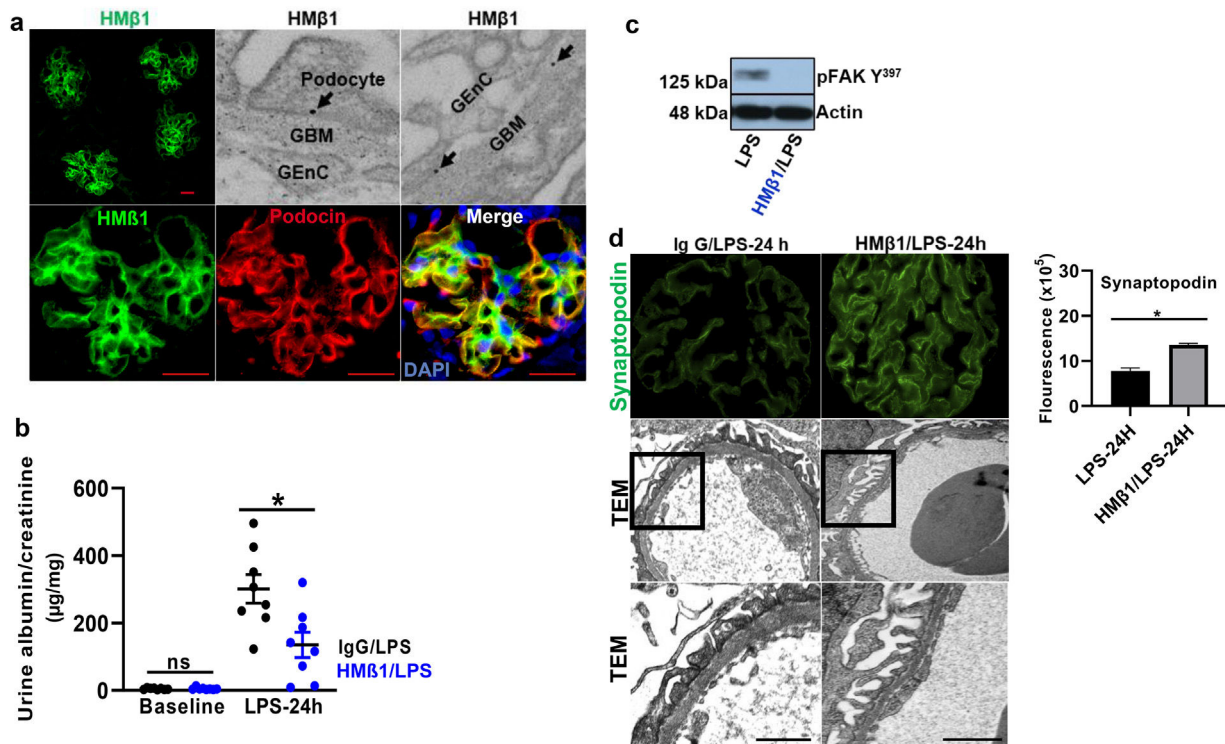 a
HMβ1
HMβ1
HMβ1
Podocyte
GBM
GEnC
GEnC
GBM
HMß1
Podocin
Merge
DAPI
b
Urine albumin/creatinine
(µg/mg)
600
400
200
0
ns
*
Baseline
LPS-24h
IgG/LPS
HMß1/LPS
c
125 kDa
pFAK Y³⁹⁷
48 kDa
Actin
LPS
HMβ1/LPS
d
Ig G/LPS-24 h
HMβ1/LPS-24h
Synaptopodin
TEM
TEM
Flourescence (x10⁵)
30
20
10
0
Synaptopodin
*
LPS-24H
HMβ1/LPS-24H